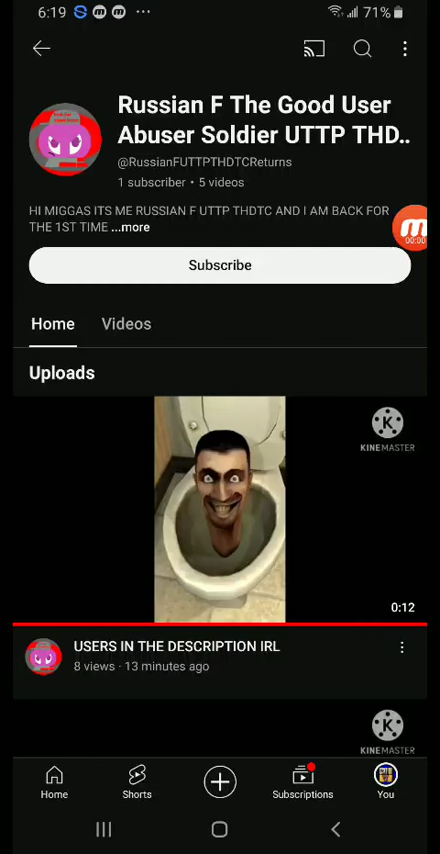 6:19 71%
Russian F The Good User
Abuser Soldier UTTP THD..
@RussianFUTTPTHDTCReturns
1 subscriber • 5 videos
HI MIGGAS ITS ME RUSSIAN F UTTP THDTC AND I AM BACK FOR
THE 1ST TIME ...more
00:00
Subscribe
Home Videos
Uploads
K
KINEMASTER
0:12
USERS IN THE DESCRIPTION IRL
8 views · 13 minutes ago
K
KINEMASTER
Home Shorts Subscriptions You